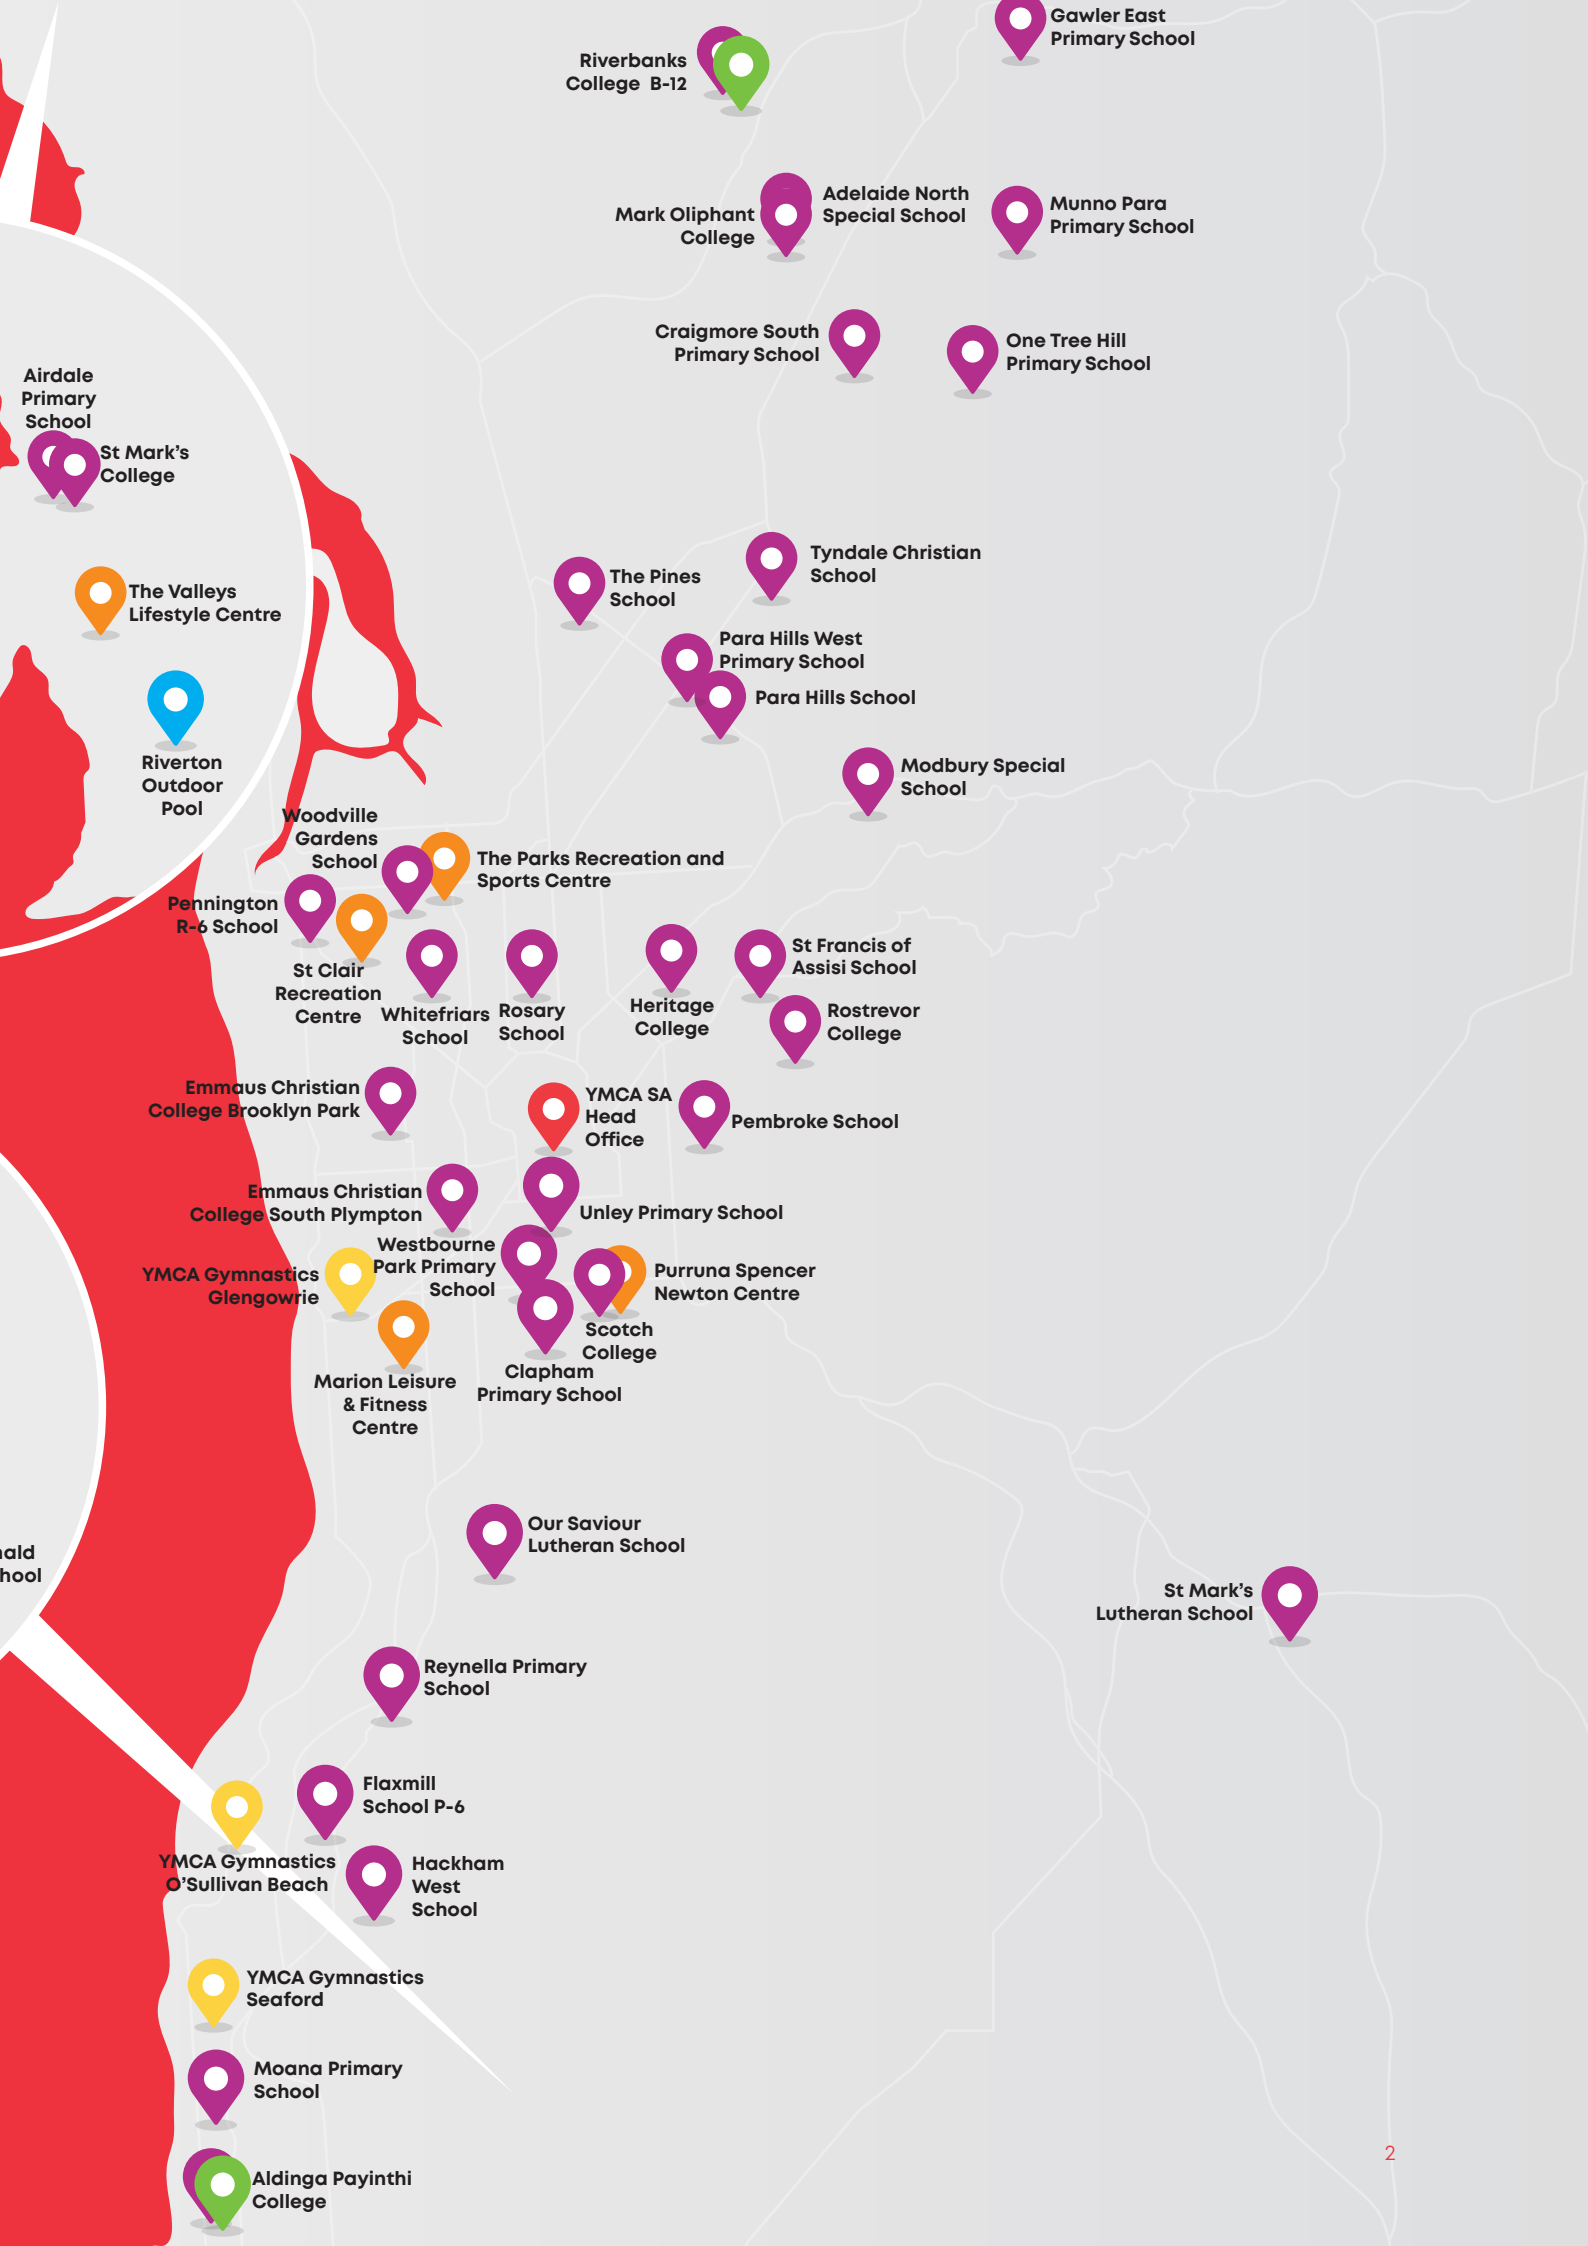 Gawler East
Primary School
Riverbanks
College B-12
Adelaide North
Special School
Mark Oliphant
College
Munno Para
Primary School
Craigmore South
Primary School
One Tree Hill
Primary School
Airdale
Primary
School
St Mark's
College
The Valleys
Lifestyle Centre
Riverton
Outdoor
Pool
The Pines
School
Tyndale Christian
School
Para Hills West
Primary School
Para Hills School
Modbury Special
School
Woodville
Gardens
School
The Parks Recreation and
Sports Centre
Pennington
R-6 School
St Clair
Recreation
Centre
Whitefriars
School
Rosary
School
Heritage
College
St Francis of
Assisi School
Rostrevor
College
Emmaus Christian
College Brooklyn Park
YMCA SA
Head
Office
Pembroke School
Emmaus Christian
College South Plympton
Unley Primary School
Westbourne
Park Primary
School
YMCA Gymnastics
Glengowrie
Purruna Spencer
Newton Centre
Scotch
College
Clapham
Primary School
Marion Leisure
& Fitness
Centre
Our Saviour
Lutheran School
nald
hool
St Mark's
Lutheran School
Reynella Primary
School
Flaxmill
School P-6
YMCA Gymnastics
O'Sullivan Beach
Hackham
West
School
YMCA Gymnastics
Seaford
Moana Primary
School
Aldinga Payinthi
College
2